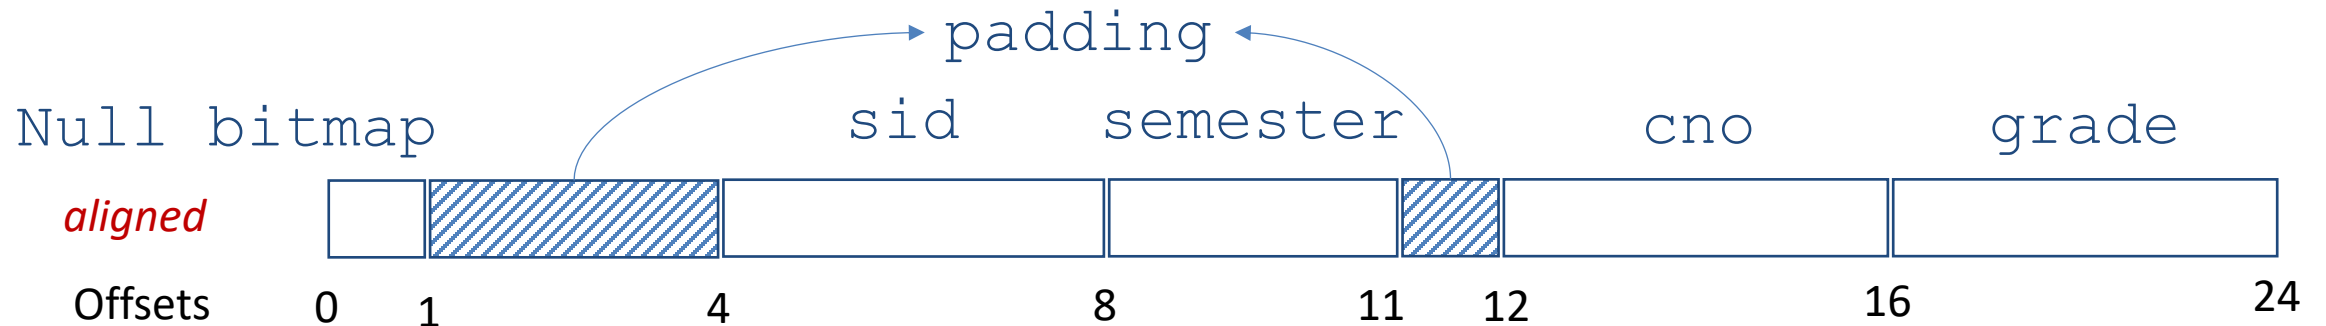 padding
Null bitmap sid semester cno grade
aligned
Offsets 0 1 4 8 11 12 16 24